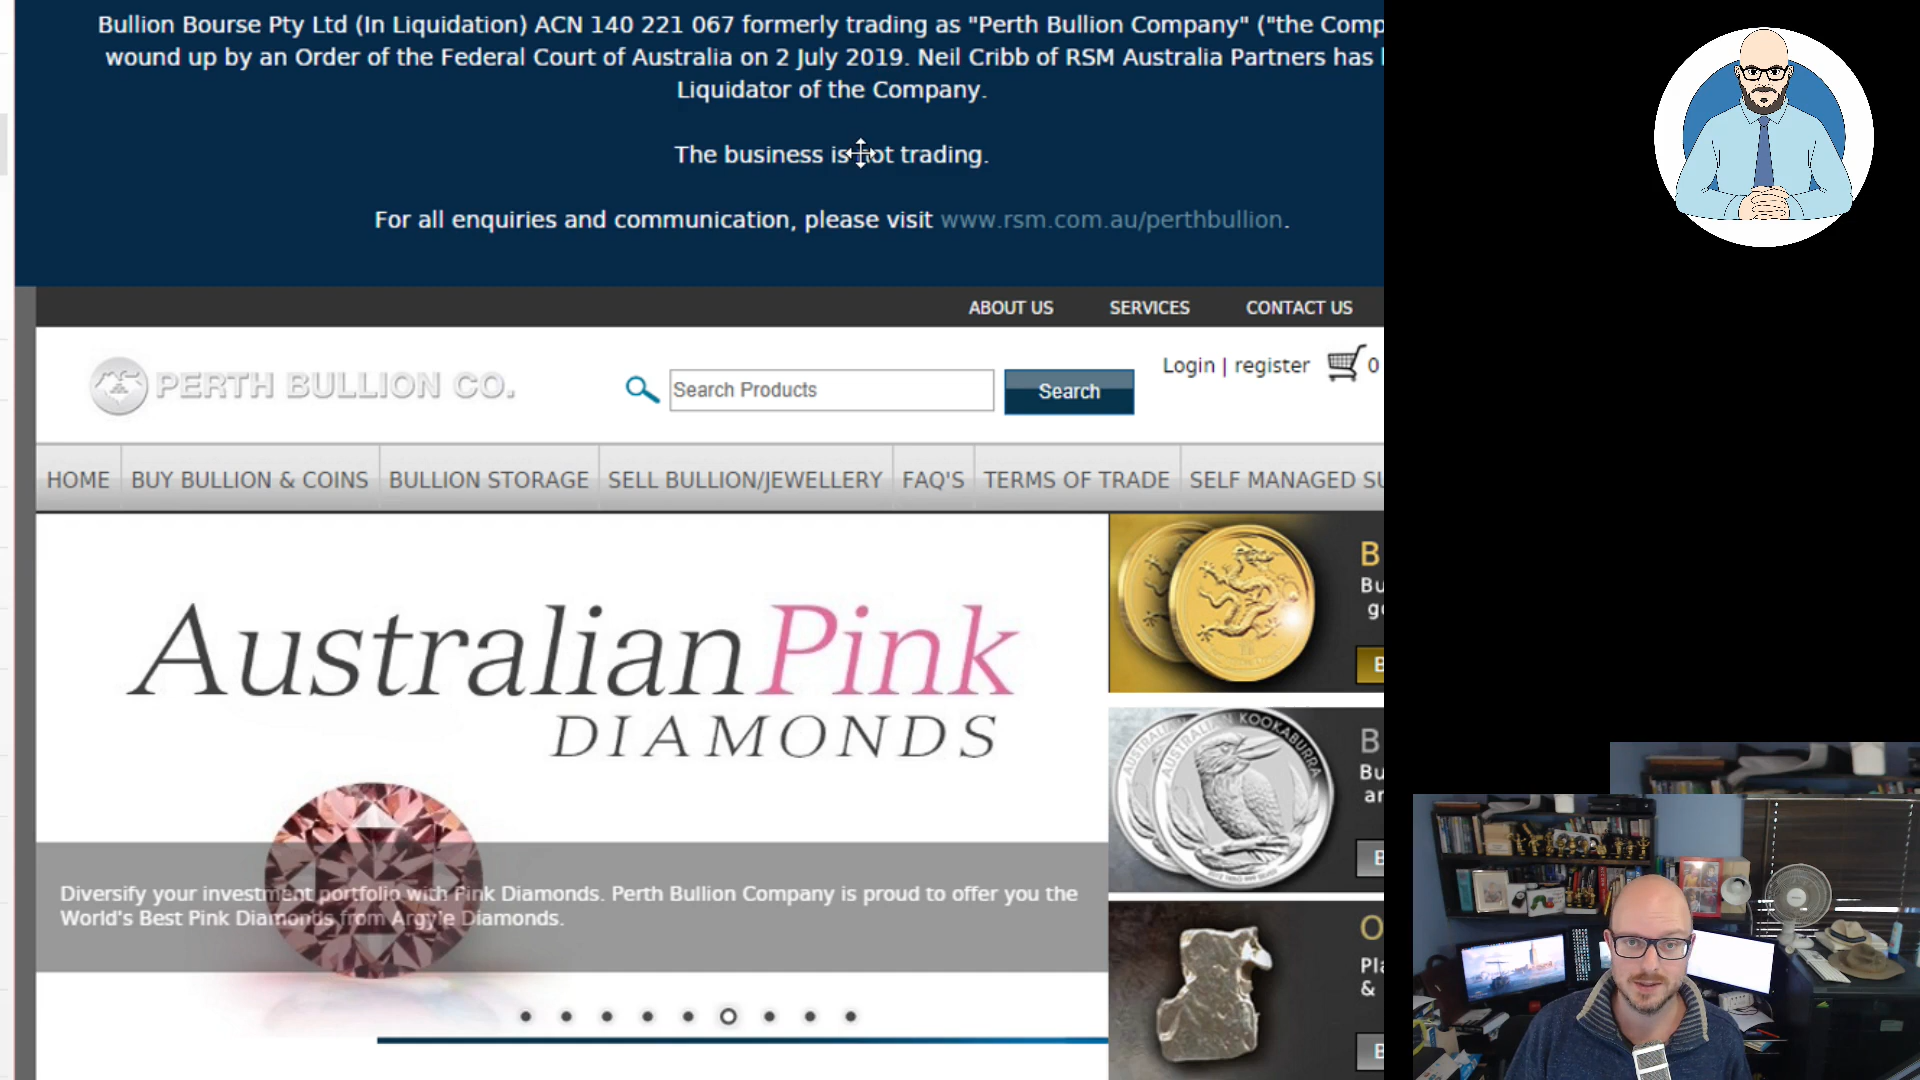 Bullion Bourse Pty Ltd (In Liquidation) ACN 140 221 067 formerly trading as "Perth Bullion Company" ("the Comp
wound up by an Order of the Federal Court of Australia on 2 July 2019. Neil Cribb of RSM Australia Partners has
Liquidator of the Company.
The business is not trading.
For all enquiries and communication, please visit www.rsm.com.au/perthbullion.
ABOUT US SERVICES CONTACT US
PERTH BULLION CO.
Search Products
Search
Login | register
0
HOME BUY BULLION & COINS BULLION STORAGE SELL BULLION/JEWELLERY FAQ'S TERMS OF TRADE SELF MANAGED SU
Australian Pink
DIAMONDS
Diversify your investment portfolio with Pink Diamonds. Perth Bullion Company is proud to offer you the
World's Best Pink Diamonds from Argyle Diamonds.
B
Bu
B
AUSTRALIAN KOOKABURRA
B
Bu
ar
B
O
Pla
&
B